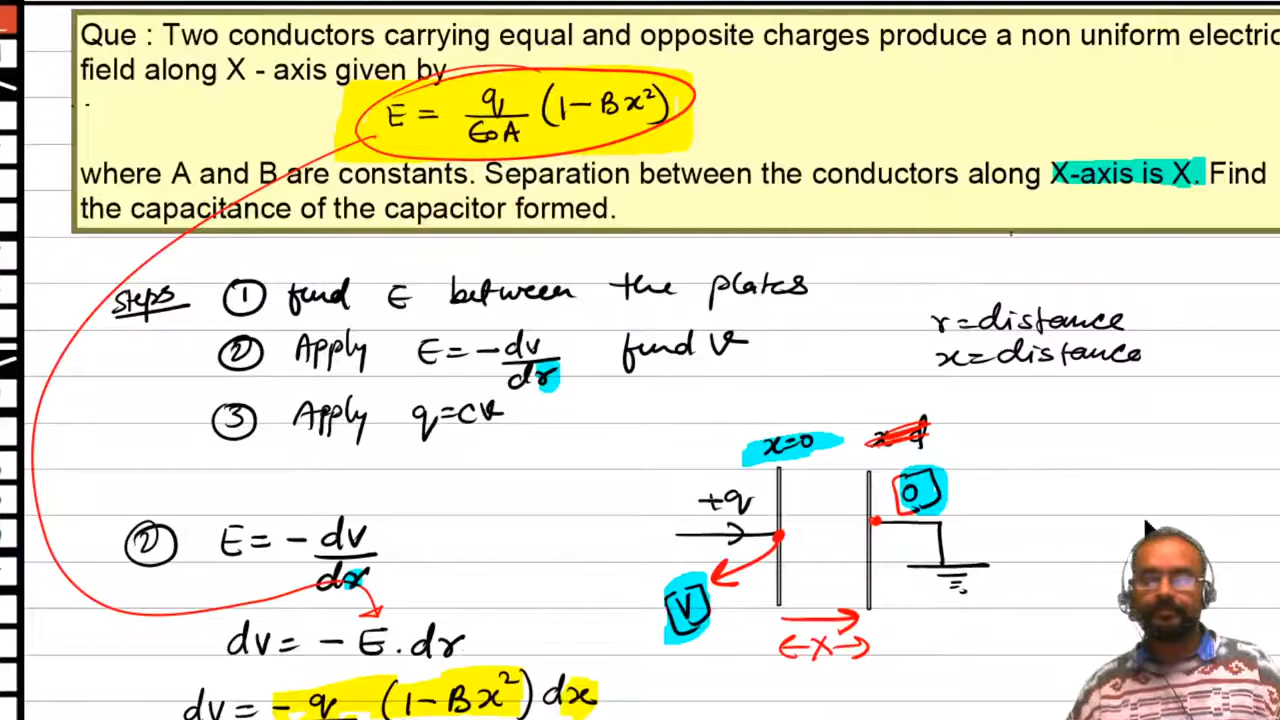 Que : Two conductors carrying equal and opposite charges produce a non uniform electric
field along X - axis given by
E = q/ε₀A (1 - Bx²)
where A and B are constants. Separation between the conductors along X-axis is X. Find
the capacitance of the capacitor formed.
Steps ① find E between the plates
② Apply E = -dv/dr find V
③ Apply q=cv
r=distance
x=distance
x=0
+q
0
V
X
② E = - dv/dx
dv = - E . dr
dv = - q (1 - Bx²) dx